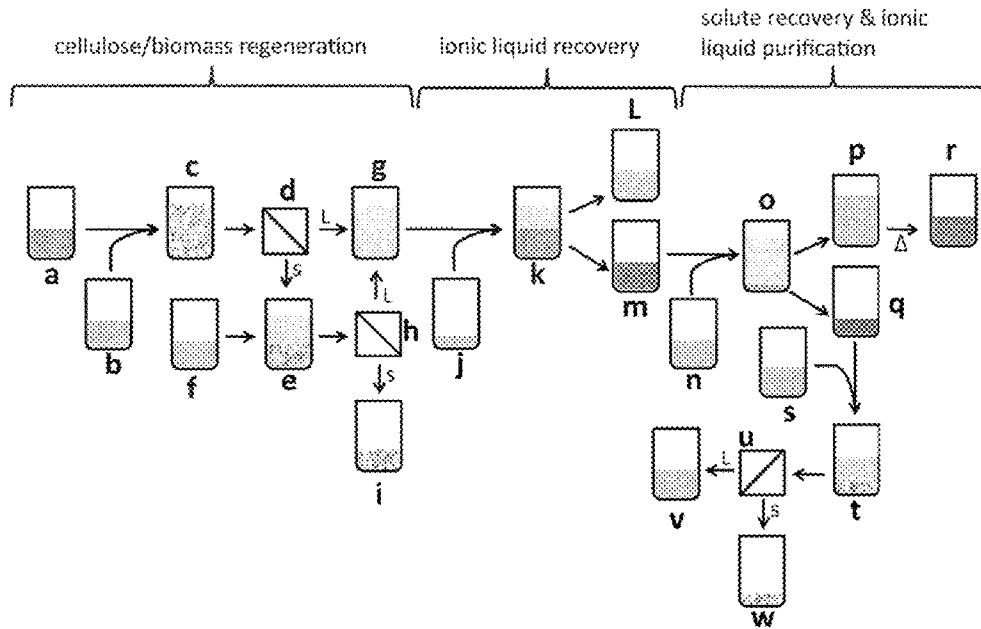 solute recovery & ionic
liquid purification
cellulose/biomass regeneration
ionic liquid recovery
L
c
d
g
p
r
o
L
Δ
a
S
k
L
m
h
q
b
f
e
j
n
s
S
i
u
L
v
S
t
w